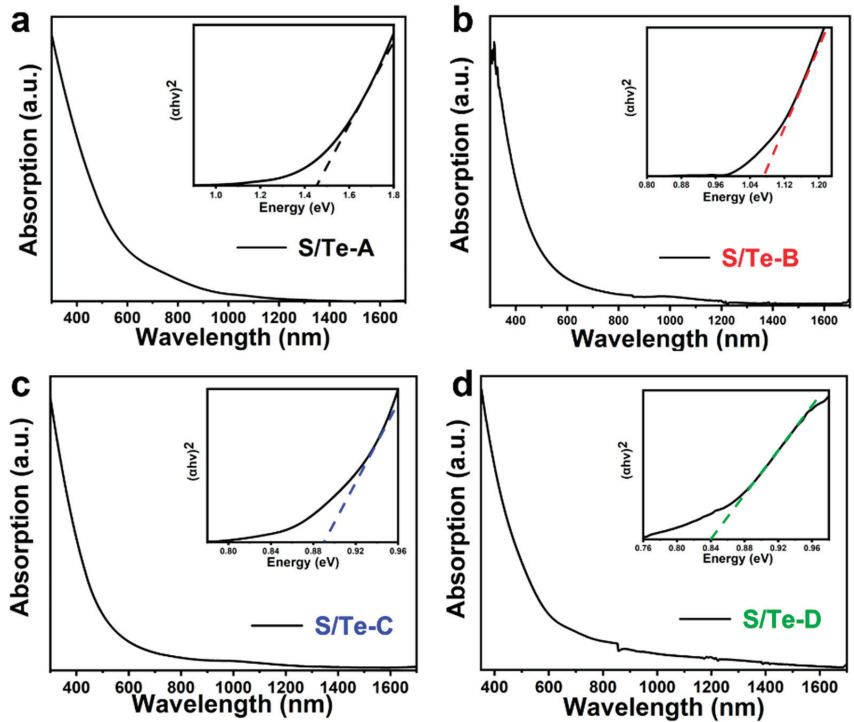 a
Absorption (a.u.)
(αhv)2
1.0 1.2 1.4 1.6 1.8
Energy (eV)
S/Te-A
400 600 800 1000 1200 1400 1600
Wavelength (nm)
b
Absorption (a.u.)
(αhv)2
0.80 0.88 0.96 1.04 1.12 1.20
Energy (eV)
S/Te-B
400 600 800 1000 1200 1400 1600
Wavelength (nm)
c
Absorption (a.u.)
(αhv)2
0.80 0.84 0.88 0.92 0.96
Energy (eV)
S/Te-C
400 600 800 1000 1200 1400 1600
Wavelength (nm)
d
Absorption (a.u.)
(αhv)2
0.76 0.80 0.84 0.88 0.92 0.96
Energy (eV)
S/Te-D
400 600 800 1000 1200 1400 1600
Wavelength (nm)